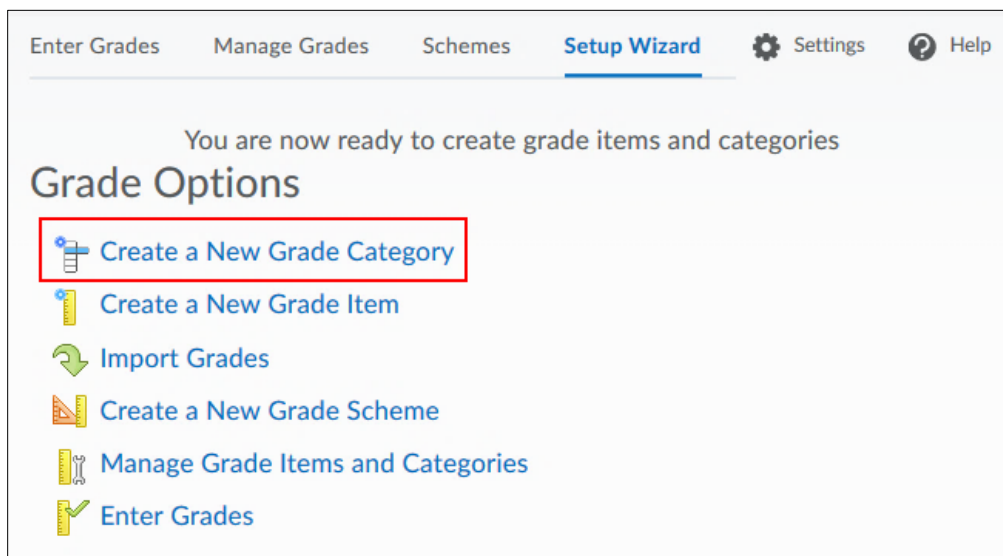 Enter Grades Manage Grades Schemes Setup Wizard Settings Help
You are now ready to create grade items and categories
Grade Options
Create a New Grade Category
Create a New Grade Item
Import Grades
Create a New Grade Scheme
Manage Grade Items and Categories
Enter Grades